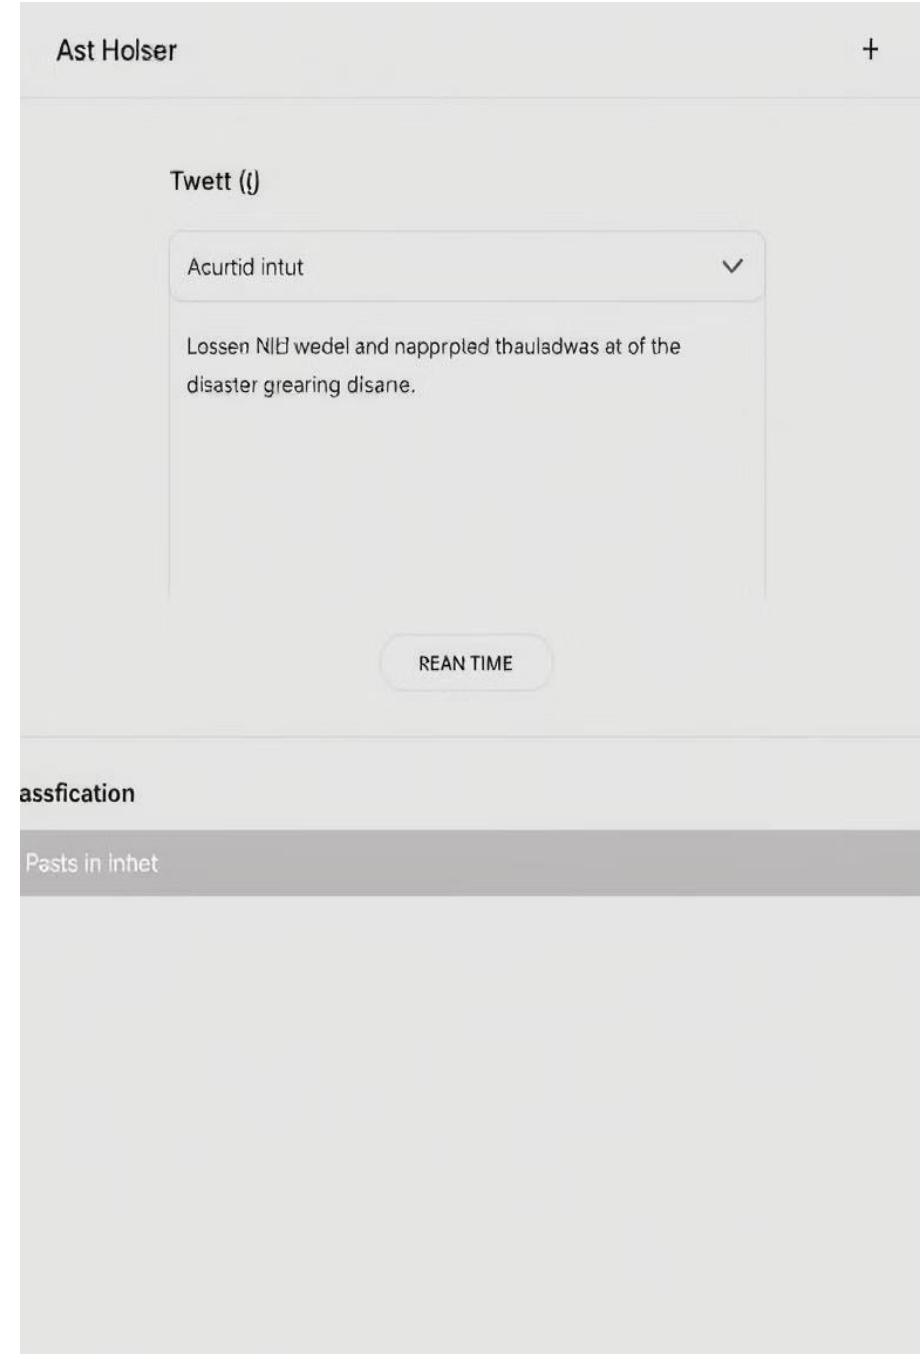 Ast Holser
+
Twett (()
Acurtid intut
Lossen wedel and napprpled thauladwas at of the
disaster grearing disane.
REAN TIME
assfication
Pasts in inhet